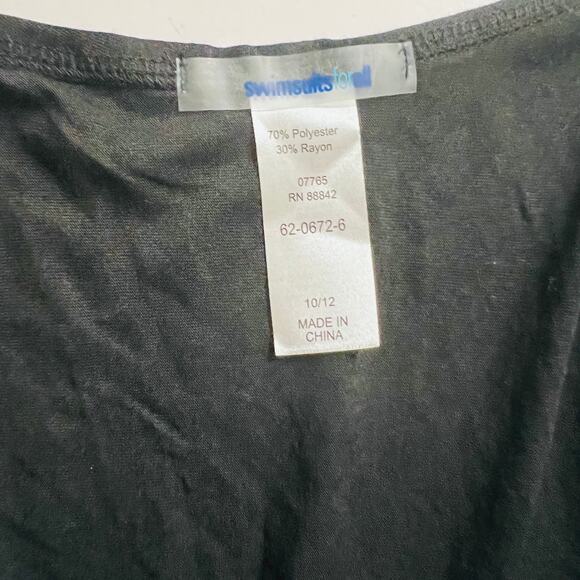 swimsuitsforall
70% Polyester
30% Rayon
07765
RN 88842
62-0672-6
10/12
MADE IN
CHINA